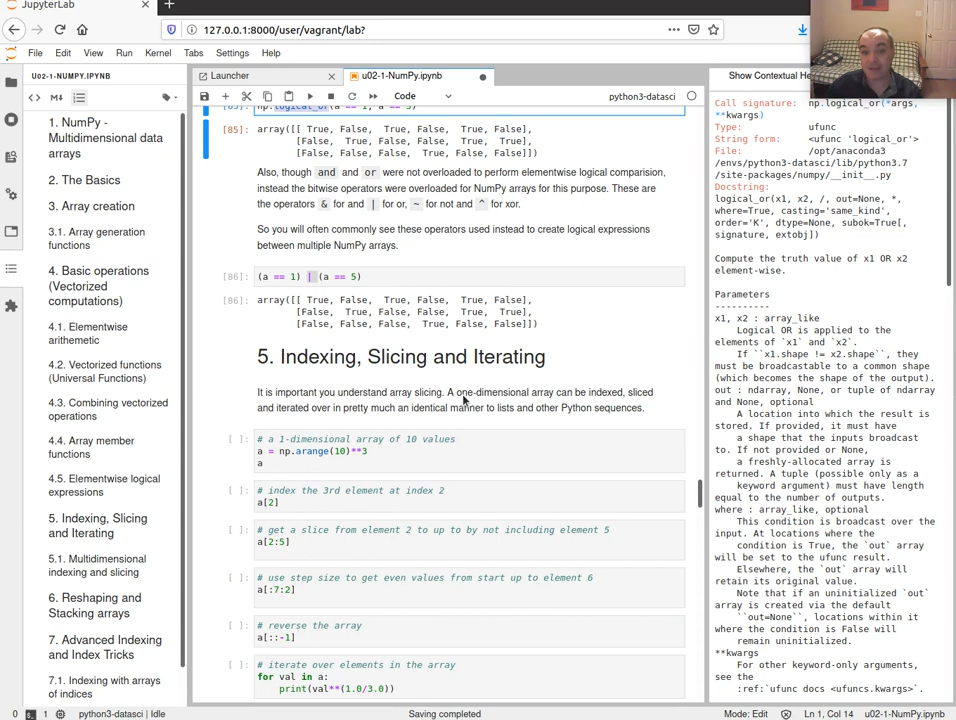 JupyterLab
127.0.0.1:8000/user/vagrant/lab?
File Edit View Run Kernel Tabs Settings Help
U02-1-NUMPY.IPYNB
1. NumPy -
Multidimensional data
arrays
2. The Basics
3. Array creation
3.1. Array generation
functions
4. Basic operations
(Vectorized
computations)
4.1. Elementwise
arithemetic
4.2. Vectorized functions
(Universal Functions)
4.3. Combining vectorized
operations
4.4. Array member
functions
4.5. Elementwise logical
expressions
5. Indexing, Slicing
and Iterating
5.1. Multidimensional
indexing and slicing
6. Reshaping and
Stacking arrays
7. Advanced Indexing
and Index Tricks
7.1. Indexing with arrays
of indices
Launcher
u02-1-NumPy.ipynb
Code
python3-datasci
[85]: np.logical_or(a == 1, a == 5)
[85]: array([[ True, False, True, False, True, False],
[False, True, False, False, True, True],
[False, False, False, True, False, False]])
Also, though and and or were not overloaded to perform elementwise logical comparision,
instead the bitwise operators were overloaded for NumPy arrays for this purpose. These are
the operators & for and | for or, ~ for not and ^ for xor.
So you will often commonly see these operators used instead to create logical expressions
between multiple NumPy arrays.
[86]: (a == 1) | (a == 5)
[86]: array([[ True, False, True, False, True, False],
[False, True, False, False, True, True],
[False, False, False, True, False, False]])
5. Indexing, Slicing and Iterating
It is important you understand array slicing. A one-dimensional array can be indexed, sliced
and iterated over in pretty much an identical manner to lists and other Python sequences.
[ ]: # a 1-dimensional array of 10 values
a = np.arange(10)**3
a
[ ]: # index the 3rd element at index 2
a[2]
[ ]: # get a slice from element 2 to up to by not including element 5
a[2:5]
[ ]: # use step size to get even values from start up to element 6
a[:7:2]
[ ]: # reverse the array
a[::-1]
[ ]: # iterate over elements in the array
for val in a:
print(val**(1.0/3.0))
Show Contextual He
Call signature: np.logical_or(*args,
**kwargs)
Type: ufunc
String form: <ufunc 'logical_or'>
File: /opt/anaconda3
/envs/python3-datasci/lib/python3.7
/site-packages/numpy/__init__.py
Docstring:
logical_or(x1, x2, /, out=None, *,
where=True, casting='same_kind',
order='K', dtype=None, subok=True[,
signature, extobj])
Compute the truth value of x1 OR x2
element-wise.
Parameters
----------
x1, x2 : array_like
Logical OR is applied to the
elements of `x1` and `x2`.
If ``x1.shape != x2.shape``, they
must be broadcastable to a common shape
(which becomes the shape of the output).
out : ndarray, None, or tuple of ndarray
and None, optional
A location into which the result is
stored. If provided, it must have
a shape that the inputs broadcast
to. If not provided or None,
a freshly-allocated array is
returned. A tuple (possible only as a
keyword argument) must have length
equal to the number of outputs.
where : array_like, optional
This condition is broadcast over the
input. At locations where the
condition is True, the `out` array
will be set to the ufunc result.
Elsewhere, the `out` array will
retain its original value.
Note that if an uninitialized `out`
array is created via the default
``out=None``, locations within it
where the condition is False will
remain uninitialized.
**kwargs
For other keyword-only arguments,
see the
:ref:`ufunc docs <ufuncs.kwargs>`.
0 1 python3-datasci | Idle
Saving completed
Mode: Edit Ln 1, Col 14 u02-1-NumPy.ipynb